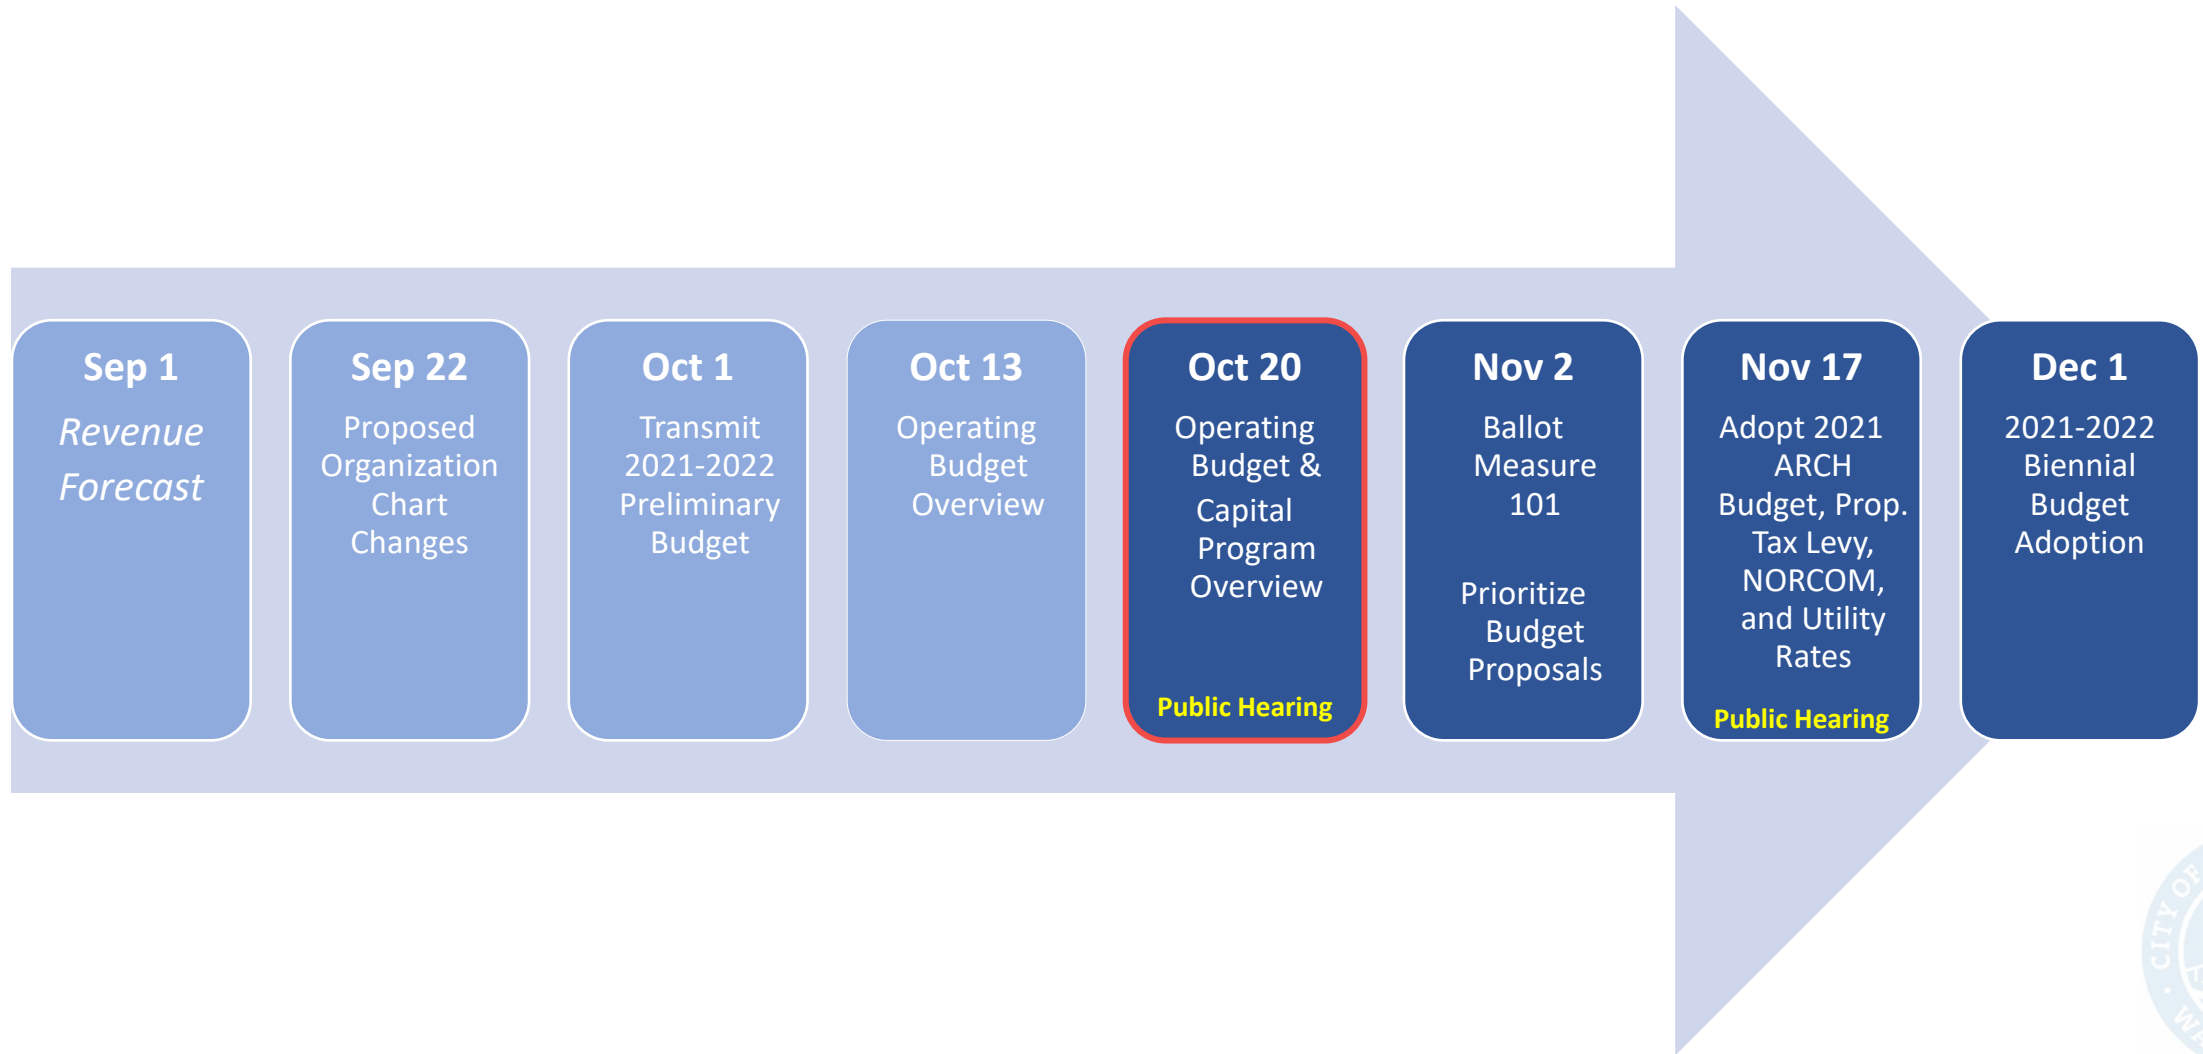 Sep 1
Revenue
Forecast
Sep 22
Proposed
Organization
Chart
Changes
Oct 1
Transmit
2021-2022
Preliminary
Budget
Oct 13
Operating
Budget
Overview
Oct 20
Operating
Budget &
Capital
Program
Overview
Public Hearing
Nov 2
Ballot
Measure
101
Prioritize
Budget
Proposals
Nov 17
Adopt 2021
ARCH
Budget, Prop.
Tax Levy,
NORCOM,
and Utility
Rates
Public Hearing
Dec 1
2021-2022
Biennial
Budget
Adoption
CITY OF